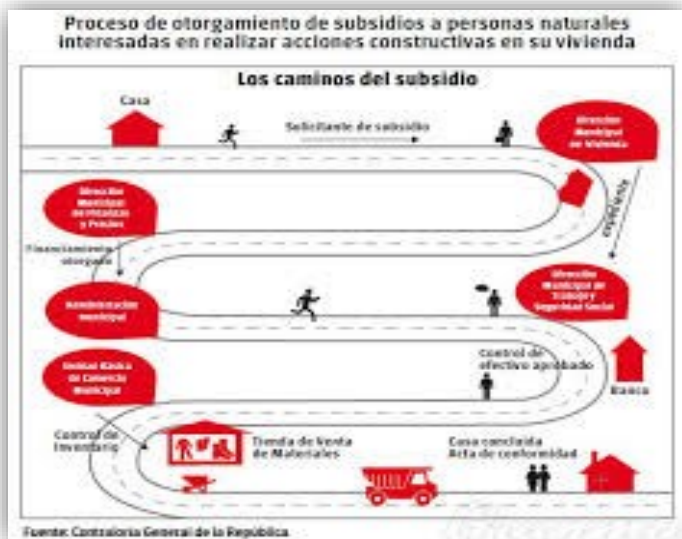 Proceso de otorgamiento de subsidios a personas naturales
interesadas en realizar acciones constructivas en su vivienda
Los caminos del subsidio
Casa
Solicitante de subsidio
Dirección
Municipal
de Vivienda
expediente
Dirección
Municipal
de Finanzas
y Precios
Financiamiento
otorgado
Dirección
Municipal de
Trabajo y
Seguridad Social
Administración
municipal
Control de
efectivo aprobado
Banco
Unidad Básica
de Comercio
Municipal
Control de
Inventario
Tienda de Venta
de Materiales
Casa concluida
Acta de conformidad
Fuente: Contraloría General de la República